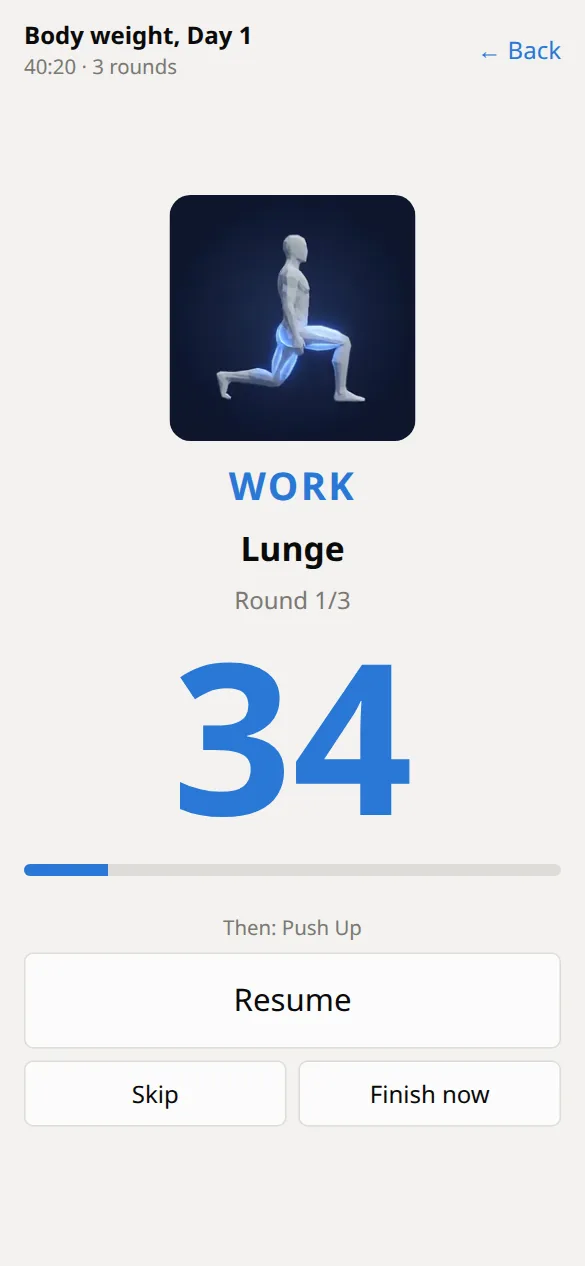 Body weight, Day 1
40:20 · 3 rounds
← Back
WORK
Lunge
Round 1/3
34
Then: Push Up
Resume
Skip
Finish now